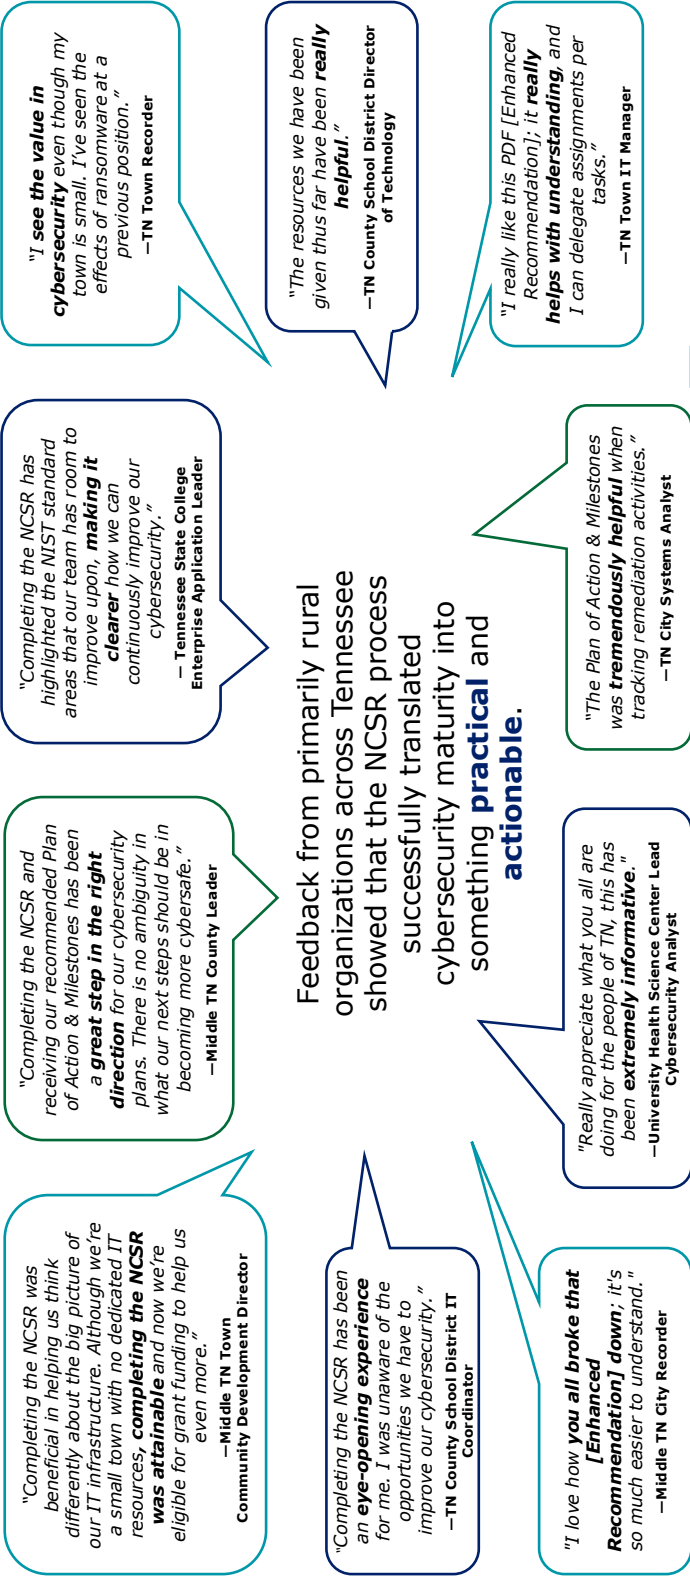 “Completing the NCSR was
beneficial in helping us think
differently about the big picture of
our IT infrastructure. Although we’re
a small town with no dedicated IT
resources, completing the NCSR
was attainable and now we’re
eligible for grant funding to help us
even more.”
—Middle TN Town
Community Development Director
“Completing the NCSR and
receiving our recommended Plan
of Action & Milestones has been
a great step in the right
direction for our cybersecurity
plans. There is no ambiguity in
what our next steps should be in
becoming more cybersafe.”
—Middle TN County Leader
“Completing the NCSR has
highlighted the NIST standard
areas that our team has room to
improve upon, making it
clearer how we can
continuously improve our
cybersecurity.”
— Tennessee State College
Enterprise Application Leader
“I see the value in
cybersecurity even though my
town is small. I’ve seen the
effects of ransomware at a
previous position.”
—TN Town Recorder
“Completing the NCSR has been
an eye-opening experience
for me. I was unaware of the
opportunities we have to
improve our cybersecurity.”
—TN County School District IT
Coordinator
Feedback from primarily rural
organizations across Tennessee
showed that the NCSR process
successfully translated
cybersecurity maturity into
something practical and
actionable.
“The resources we have been
given thus far have been really
helpful.”
—TN County School District Director
of Technology
"I love how you all broke that
[Enhanced
Recommendation] down; it's
so much easier to understand."
—Middle TN City Recorder
"Really appreciate what you all are
doing for the people of TN, this has
been extremely informative."
—University Health Science Center Lead
Cybersecurity Analyst
“The Plan of Action & Milestones
was tremendously helpful when
tracking remediation activities.”
—TN City Systems Analyst
“I really like this PDF [Enhanced
Recommendation]; it really
helps with understanding, and
I can delegate assignments per
tasks.”
—TN Town IT Manager